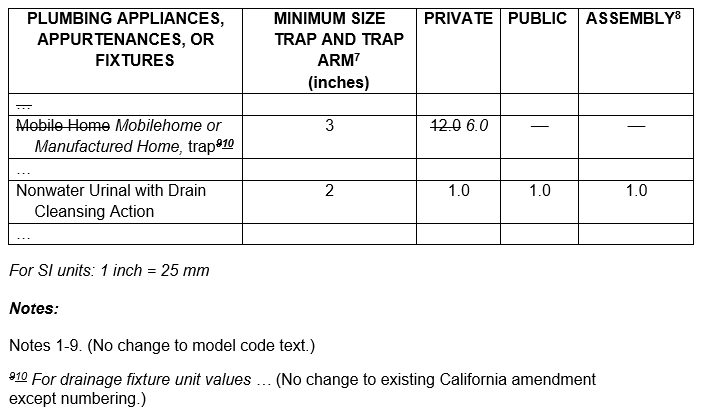 PLUMBING APPLIANCES, APPURTENANCES, OR FIXTURES MINIMUM SIZE TRAP AND TRAP ARM7 (inches) PRIVATE PUBLIC ASSEMBLY8
...
Mobile Home Mobilehome or 3 12.0 6.0 — —
Manufactured Home, trap910
...
Nonwater Urinal with Drain 2 1.0 1.0 1.0
Cleansing Action
...
For SI units: 1 inch = 25 mm
Notes:
Notes 1-9. (No change to model code text.)
910 For drainage fixture unit values ... (No change to existing California amendment
except numbering.)